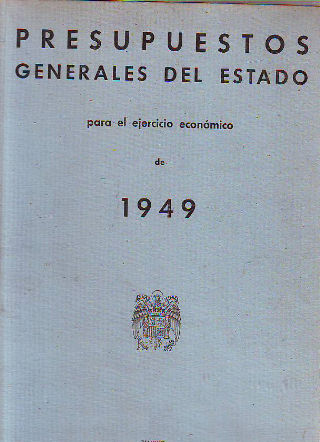 PRESUPUESTOS
GENERALES DEL ESTADO
para el ejercicio económico
de
1949